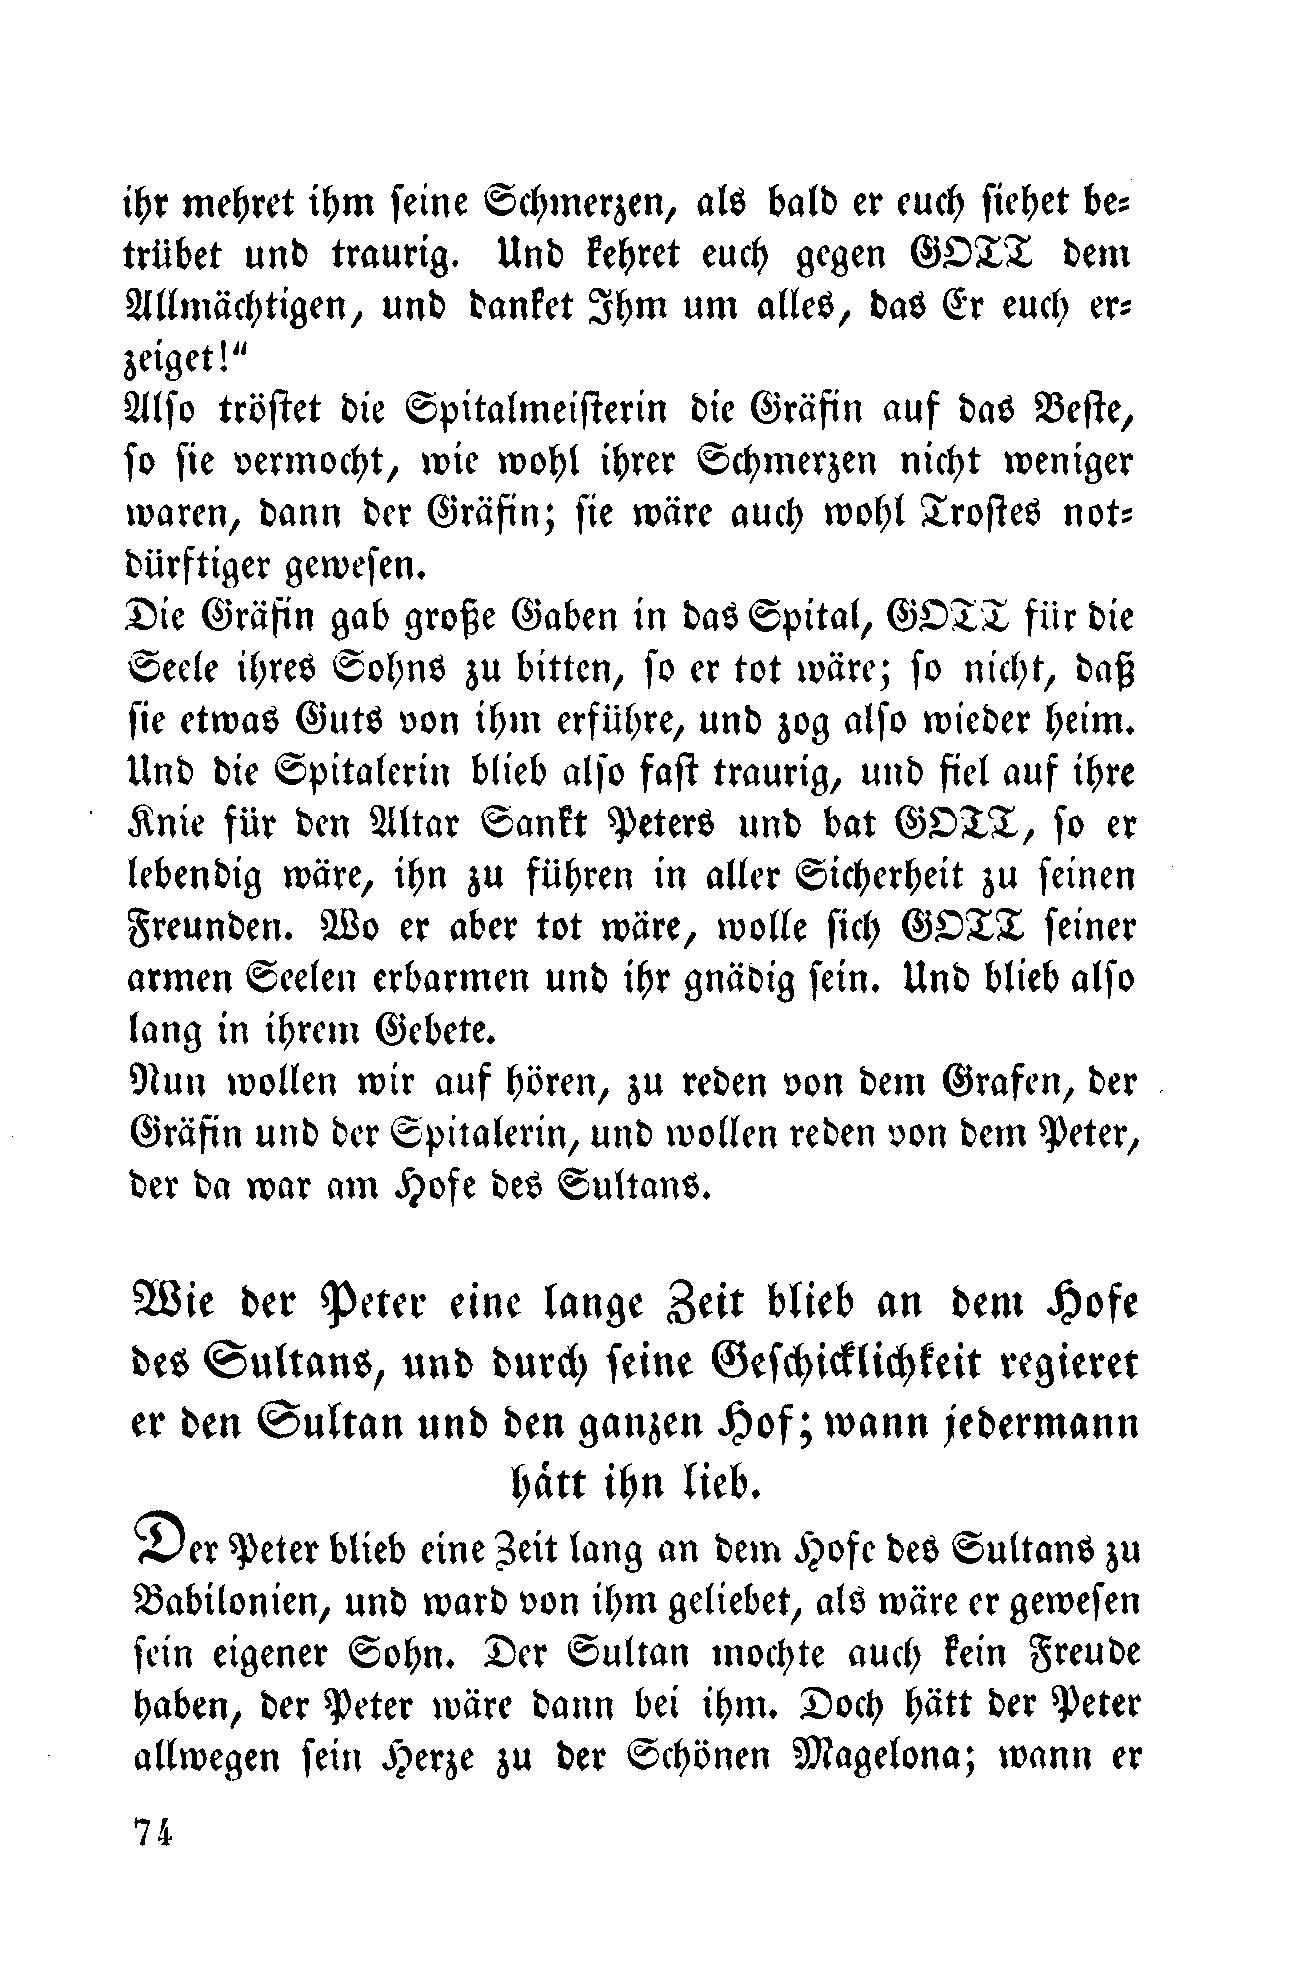 ihr mehret ihm seine Schmerzen, als bald er euch siehet be-
trübet und traurig. Und kehret euch gegen GOTT dem
Allmächtigen, und danket Ihm um alles, das Er euch er-
zeiget!“
Also tröstet die Spitalmeisterin die Gräfin auf das Beste,
so sie vermocht, wie wohl ihrer Schmerzen nicht weniger
waren, dann der Gräfin; sie wäre auch wohl Trostes not-
dürftiger gewesen.
Die Gräfin gab große Gaben in das Spital, GOTT für die
Seele ihres Sohns zu bitten, so er tot wäre; so nicht, daß
sie etwas Guts von ihm erführe, und zog also wieder heim.
Und die Spitalerin blieb also fast traurig, und fiel auf ihre
Knie für den Altar Sankt Peters und bat GOTT, so er
lebendig wäre, ihn zu führen in aller Sicherheit zu seinen
Freunden. Wo er aber tot wäre, wolle sich GOTT seiner
armen Seelen erbarmen und ihr gnädig sein. Und blieb also
lang in ihrem Gebete.
Nun wollen wir auf hören, zu reden von dem Grafen, der
Gräfin und der Spitalerin, und wollen reden von dem Peter,
der da war am Hofe des Sultans.
Wie der Peter eine lange Zeit blieb an dem Hofe
des Sultans, und durch seine Geschicklichkeit regieret
er den Sultan und den ganzen Hof; wann jedermann
hätt ihn lieb.
Der Peter blieb eine Zeit lang an dem Hofe des Sultans zu
Babilonien, und ward von ihm geliebet, als wäre er gewesen
sein eigener Sohn. Der Sultan mochte auch kein Freude
haben, der Peter wäre dann bei ihm. Doch hätt der Peter
allwegen sein Herze zu der Schönen Magelona; wann er
74